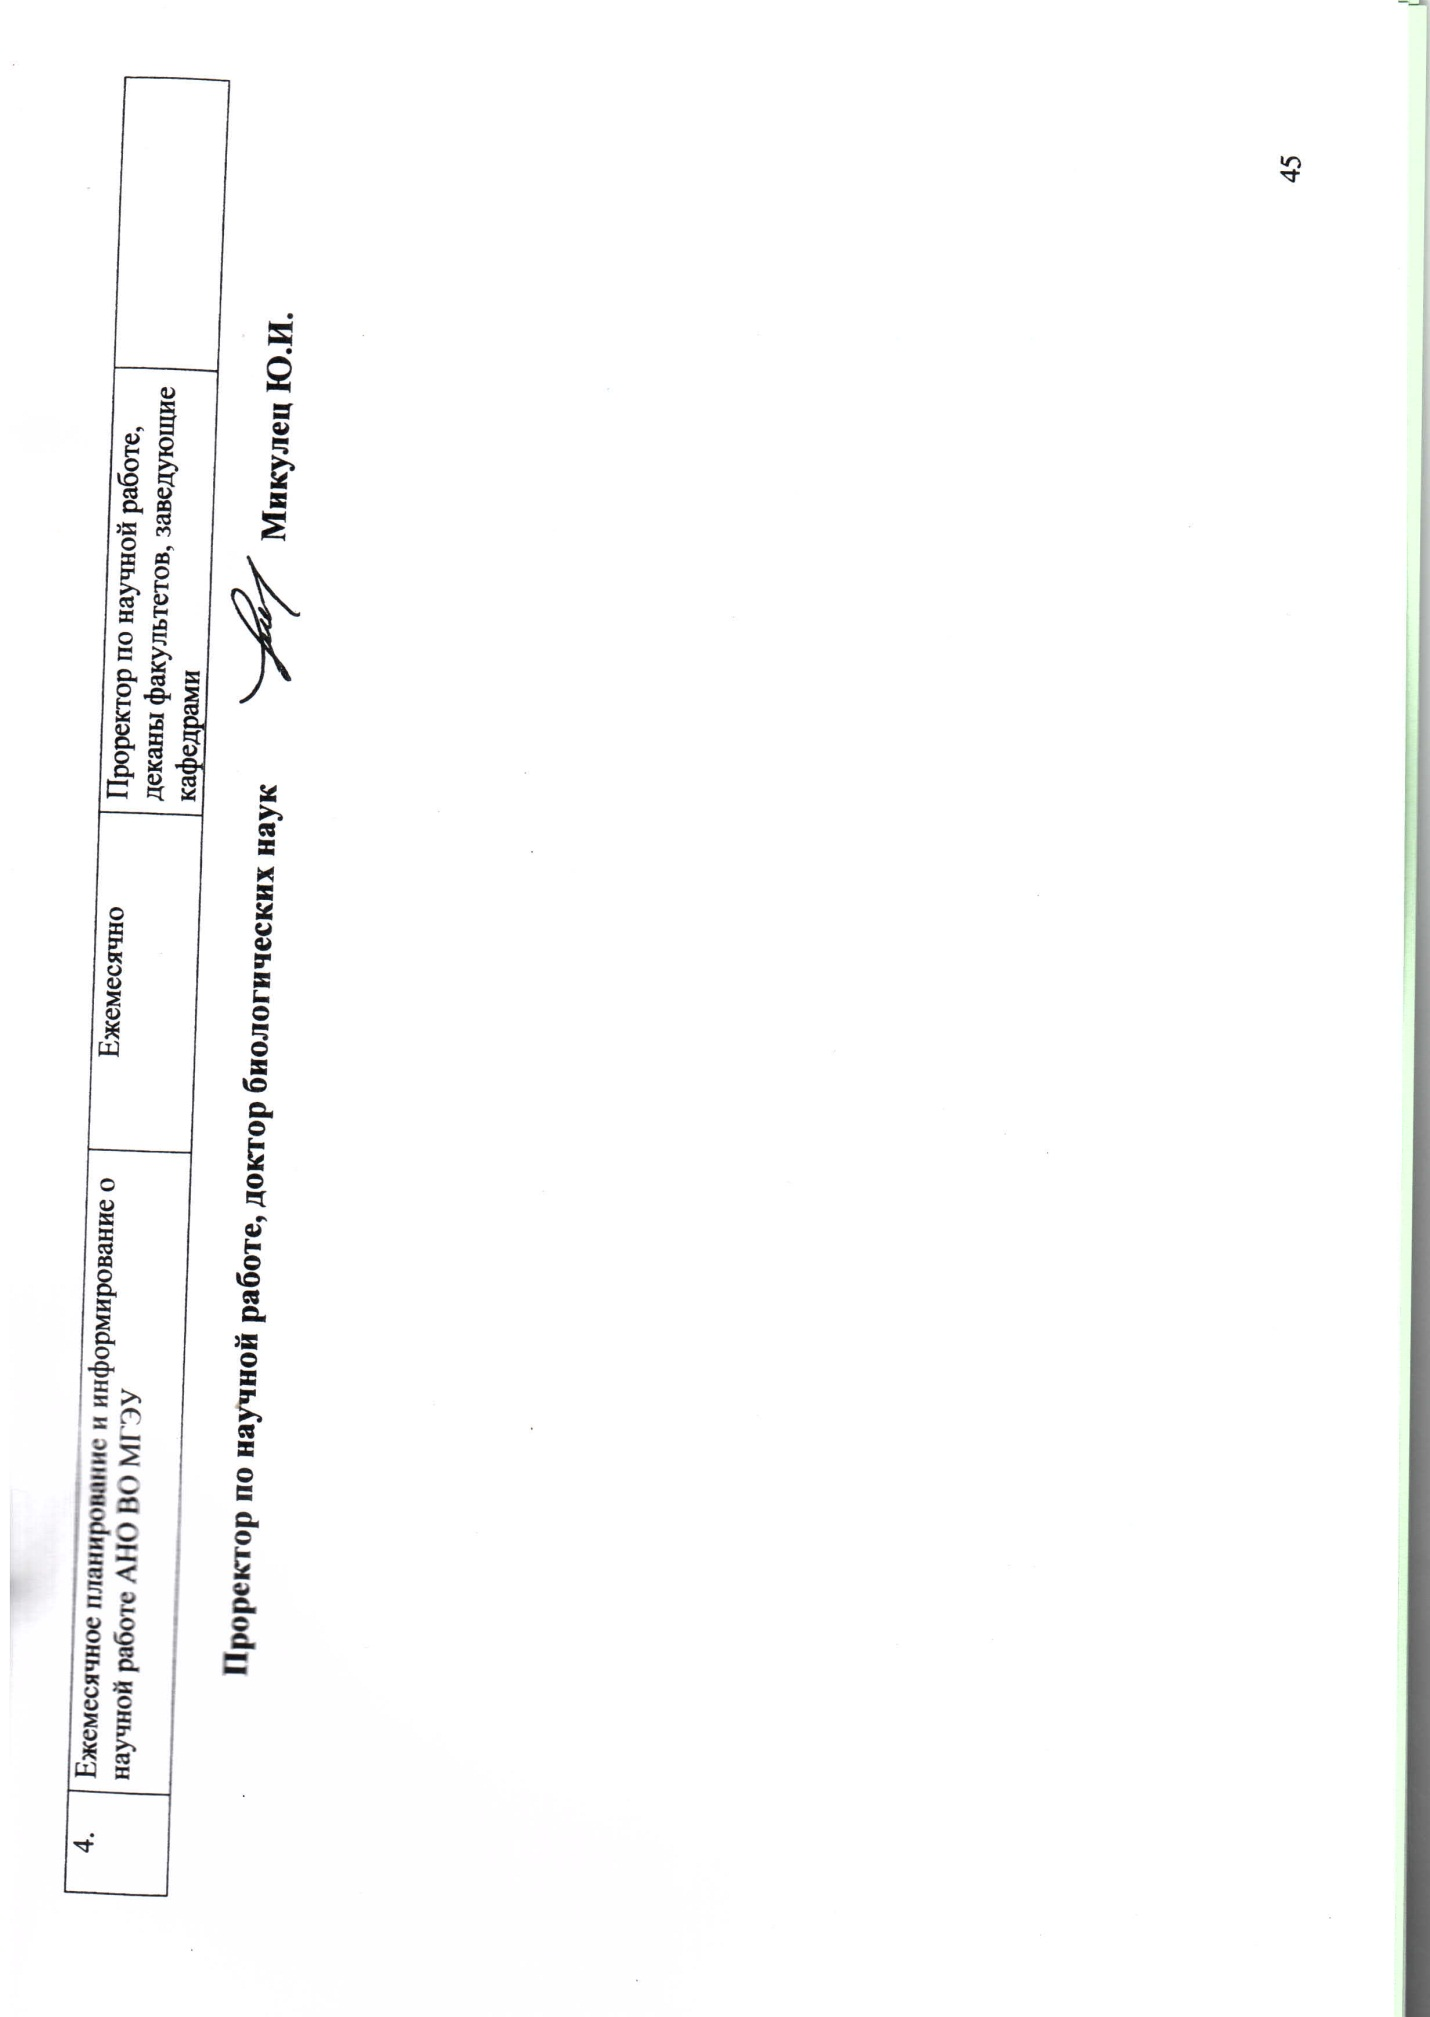 4.
Ежемесячное планирование и информирование о
научной работе АНО ВО МГЭУ
Ежемесячно
Проректор по научной работе,
деканы факультетов, заведующие
кафедрами
Проректор по научной работе, доктор биологических наук
Микулец Ю.И.
45